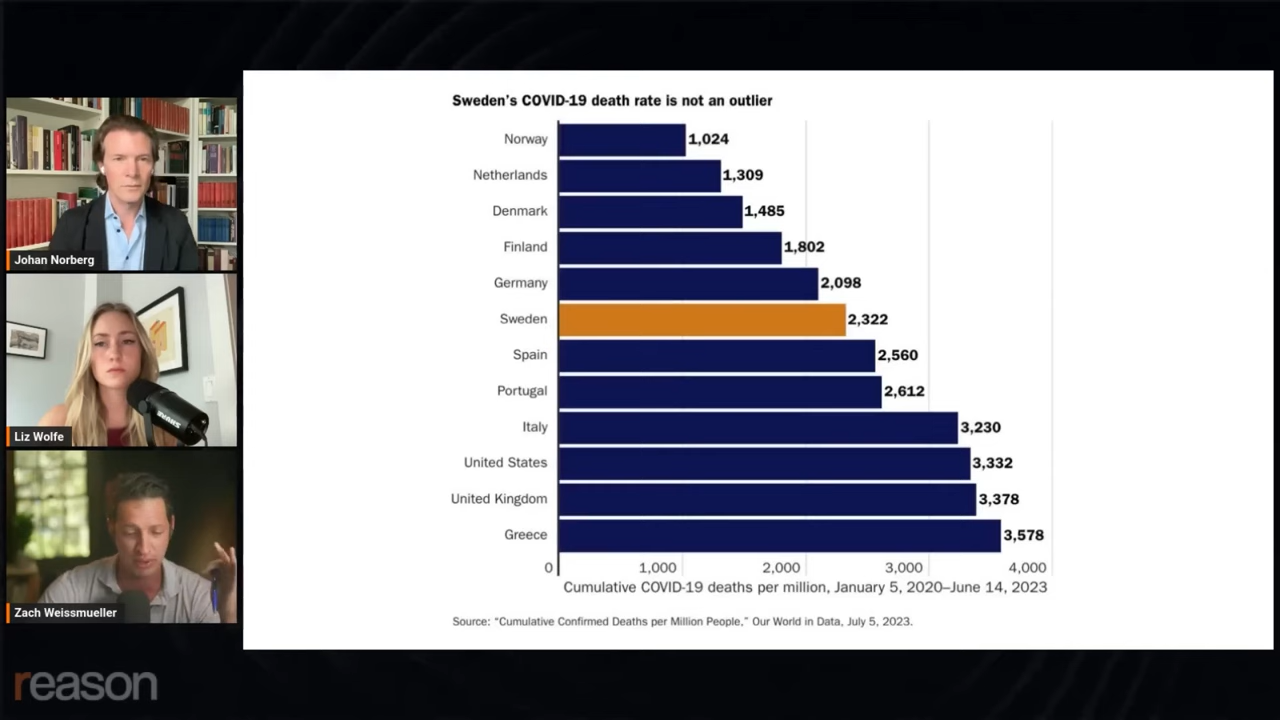 Johan Norberg
Liz Wolfe
Zach Weissmueller
reason
Sweden's COVID-19 death rate is not an outlier
Norway 1,024
Netherlands 1,309
Denmark 1,485
Finland 1,802
Germany 2,098
Sweden 2,322
Spain 2,560
Portugal 2,612
Italy 3,230
United States 3,332
United Kingdom 3,378
Greece 3,578
0 1,000 2,000 3,000 4,000
Cumulative COVID-19 deaths per million, January 5, 2020–June 14, 2023
Source: “Cumulative Confirmed Deaths per Million People,” Our World in Data, July 5, 2023.